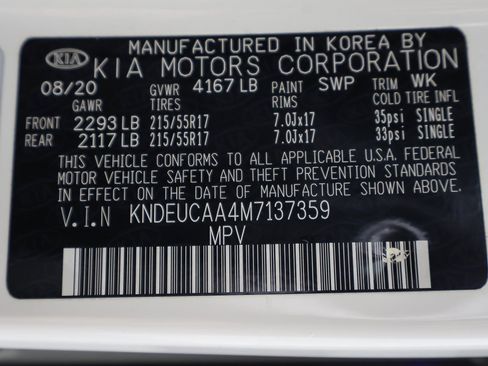 MANUFACTURED IN KOREA BY
KIA KIA MOTORS CORPORATION
08/20 GVWR 4167 LB PAINT SWP TRIM WK
GAWR TIRES RIMS COLD TIRE INFL
FRONT 2293 LB 215/55R17 7.0Jx17 35psi SINGLE
REAR 2117 LB 215/55R17 7.0Jx17 33psi SINGLE
THIS VEHICLE CONFORMS TO ALL APPLICABLE U.S.A. FEDERAL
MOTOR VEHICLE SAFETY AND THEFT PREVENTION STANDARDS
IN EFFECT ON THE DATE OF MANUFACTURE SHOWN ABOVE.
V.I.N KNDEUCAA4M7137359
MPV